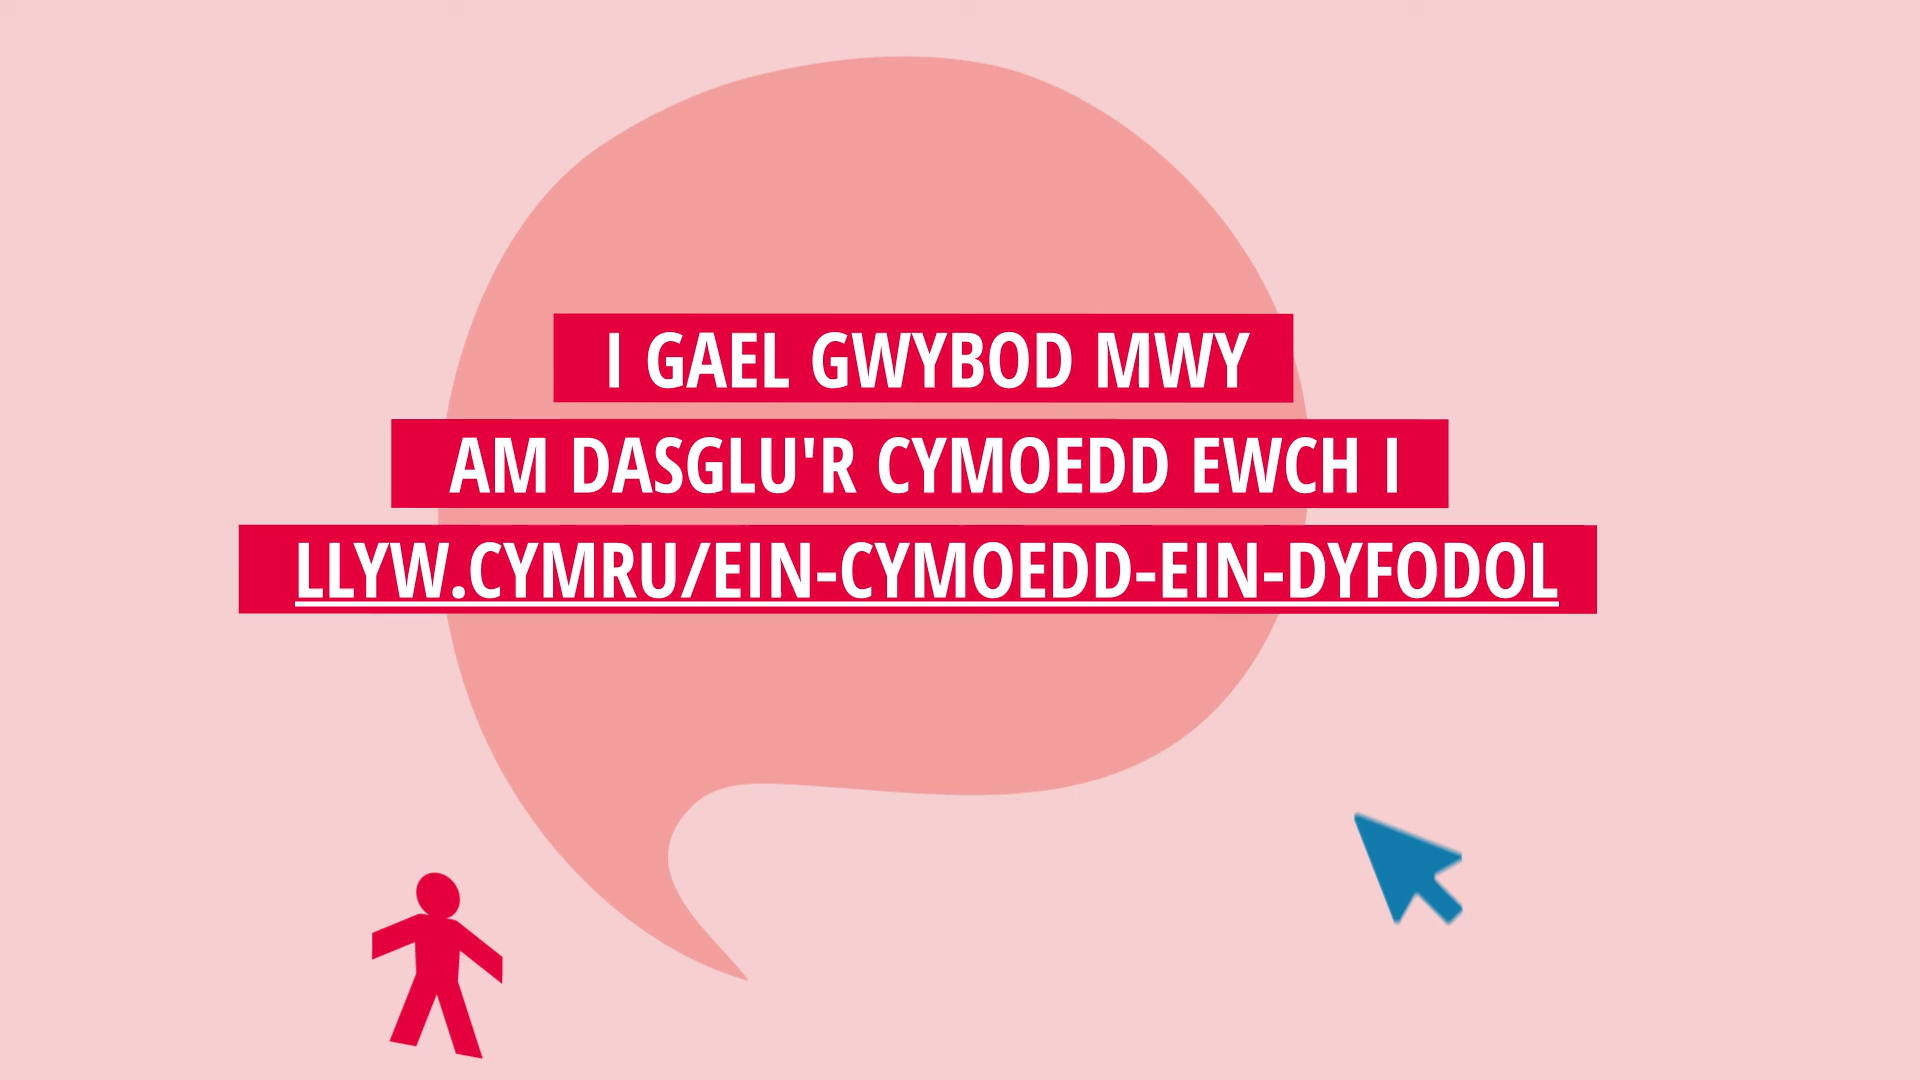 I GAEL GWYBOD MWY
AM DASGLU'R CYMOEDD EWCH I
LLYW.CYMRU/EIN-CYMOEDD-EIN-DYFODOL